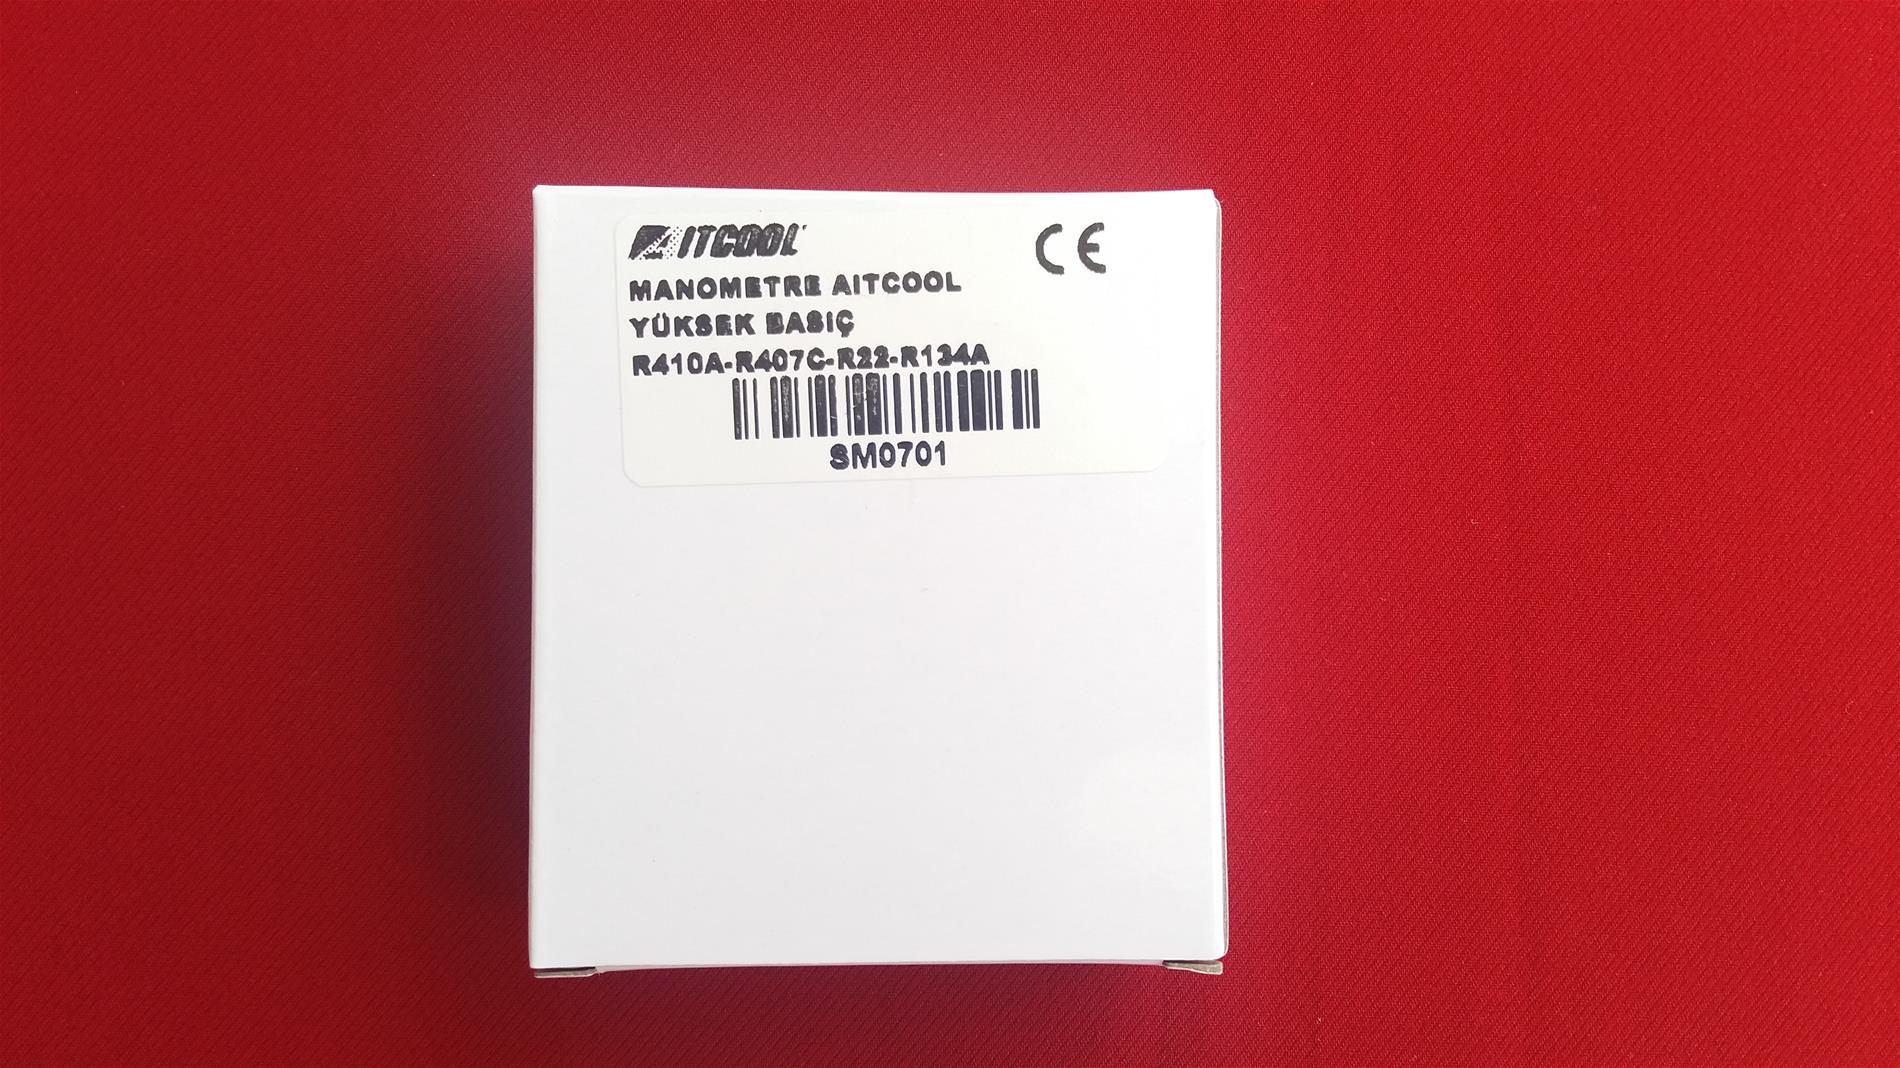 AITCOOL
CE
MANOMETRE AITCOOL
YÜKSEK BASIÇ
R410A-R407C-R22-R134A
SM0701